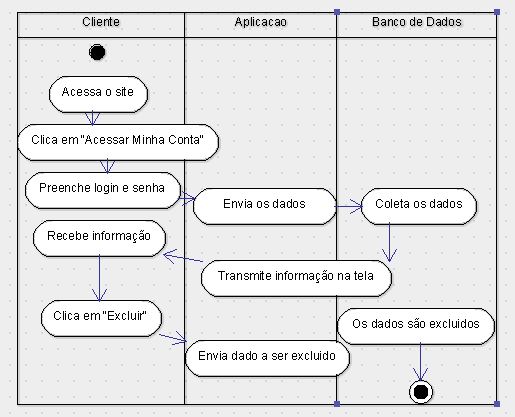 Cliente
Aplicacao
Banco de Dados
Acessa o site
Clica em "Acessar Minha Conta"
Preenche login e senha
Envia os dados
Coleta os dados
Recebe informação
Transmite informação na tela
Clica em "Excluir"
Os dados são excluidos
Envia dado a ser excluido